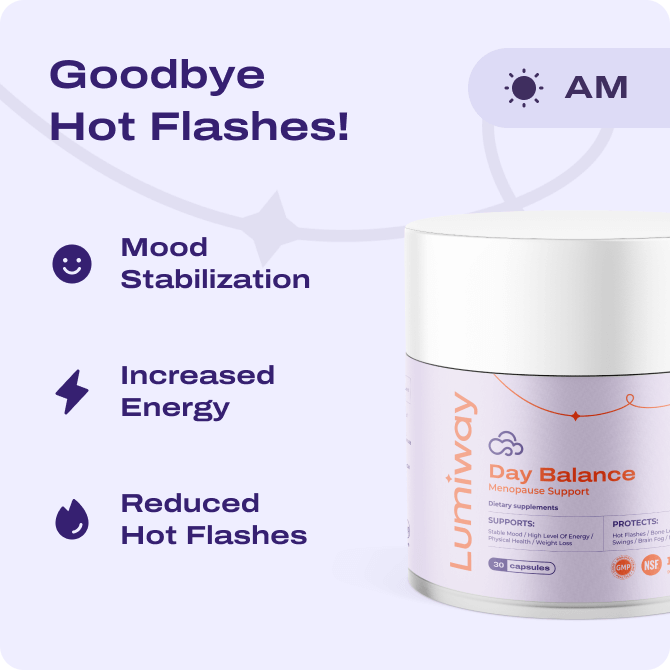 Goodbye
Hot Flashes!
AM
Mood
Stabilization
Increased
Energy
Reduced
Hot Flashes
Lumiway
Day Balance
Menopause Support
Dietary supplements
SUPPORTS:
Stable Mood / High Level Of Energy /
Physical Health / Weight Loss
PROTECTS:
Hot Flashes / Bone
Swings / Brain Fog /
30 capsules
GMP
NSF